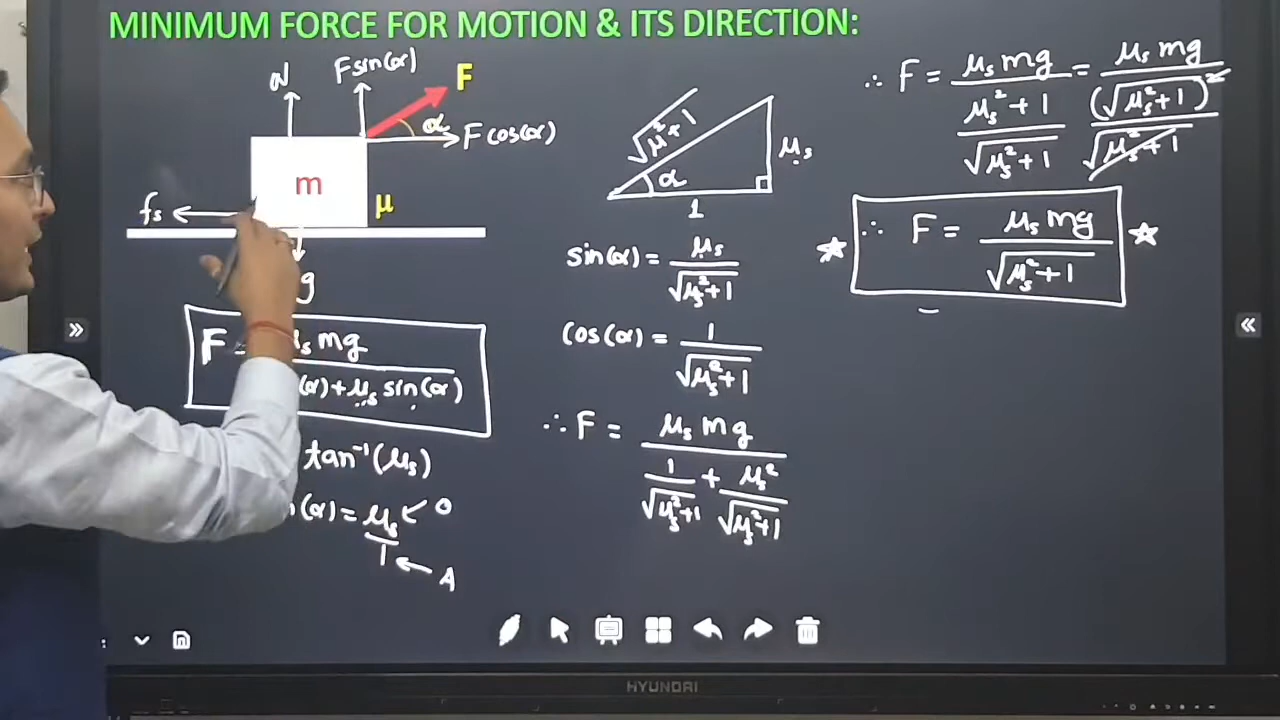 MINIMUM FORCE FOR MOTION & ITS DIRECTION:
N
Fsin(α)
F
α
F cos(α)
m
μ
fs
g
F = μs mg
(α)+μs sin(α)
tan⁻¹(μs)
(α) = μs/1
O
A
√μ²+1
α
μs
1
sin(α) = μs/√μs²+1
cos(α) = 1/√μs²+1
∴ F = μs mg/(1/√μs²+1 + μs²/√μs²+1)
∴ F = μs mg/((μs²+1)/√μs²+1) = μs mg/((√μs²+1)²/√μs²+1)
∴ F = μs mg/√μs²+1
HYUNDAI